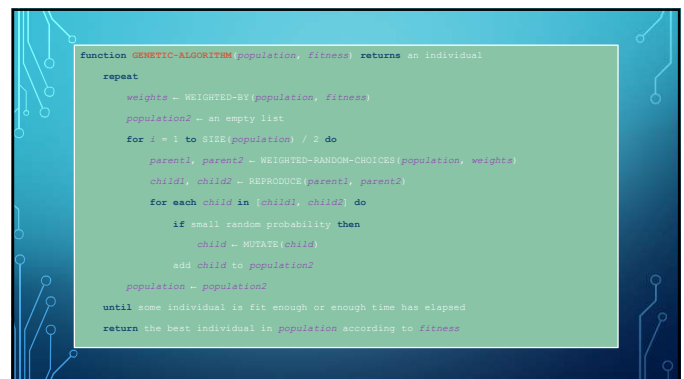 function GENETIC-ALGORITHM(population, fitness) returns an individual
repeat
weights ← WEIGHTED-BY(population, fitness)
population2 ← an empty list
for i = 1 to SIZE(population) / 2 do
parent1, parent2 ← WEIGHTED-RANDOM-CHOICES(population, weights)
child1, child2 ← REPRODUCE(parent1, parent2)
for each child in [child1, child2] do
if small random probability then
child ← MUTATE(child)
add child to population2
population ← population2
until some individual is fit enough or enough time has elapsed
return the best individual in population according to fitness